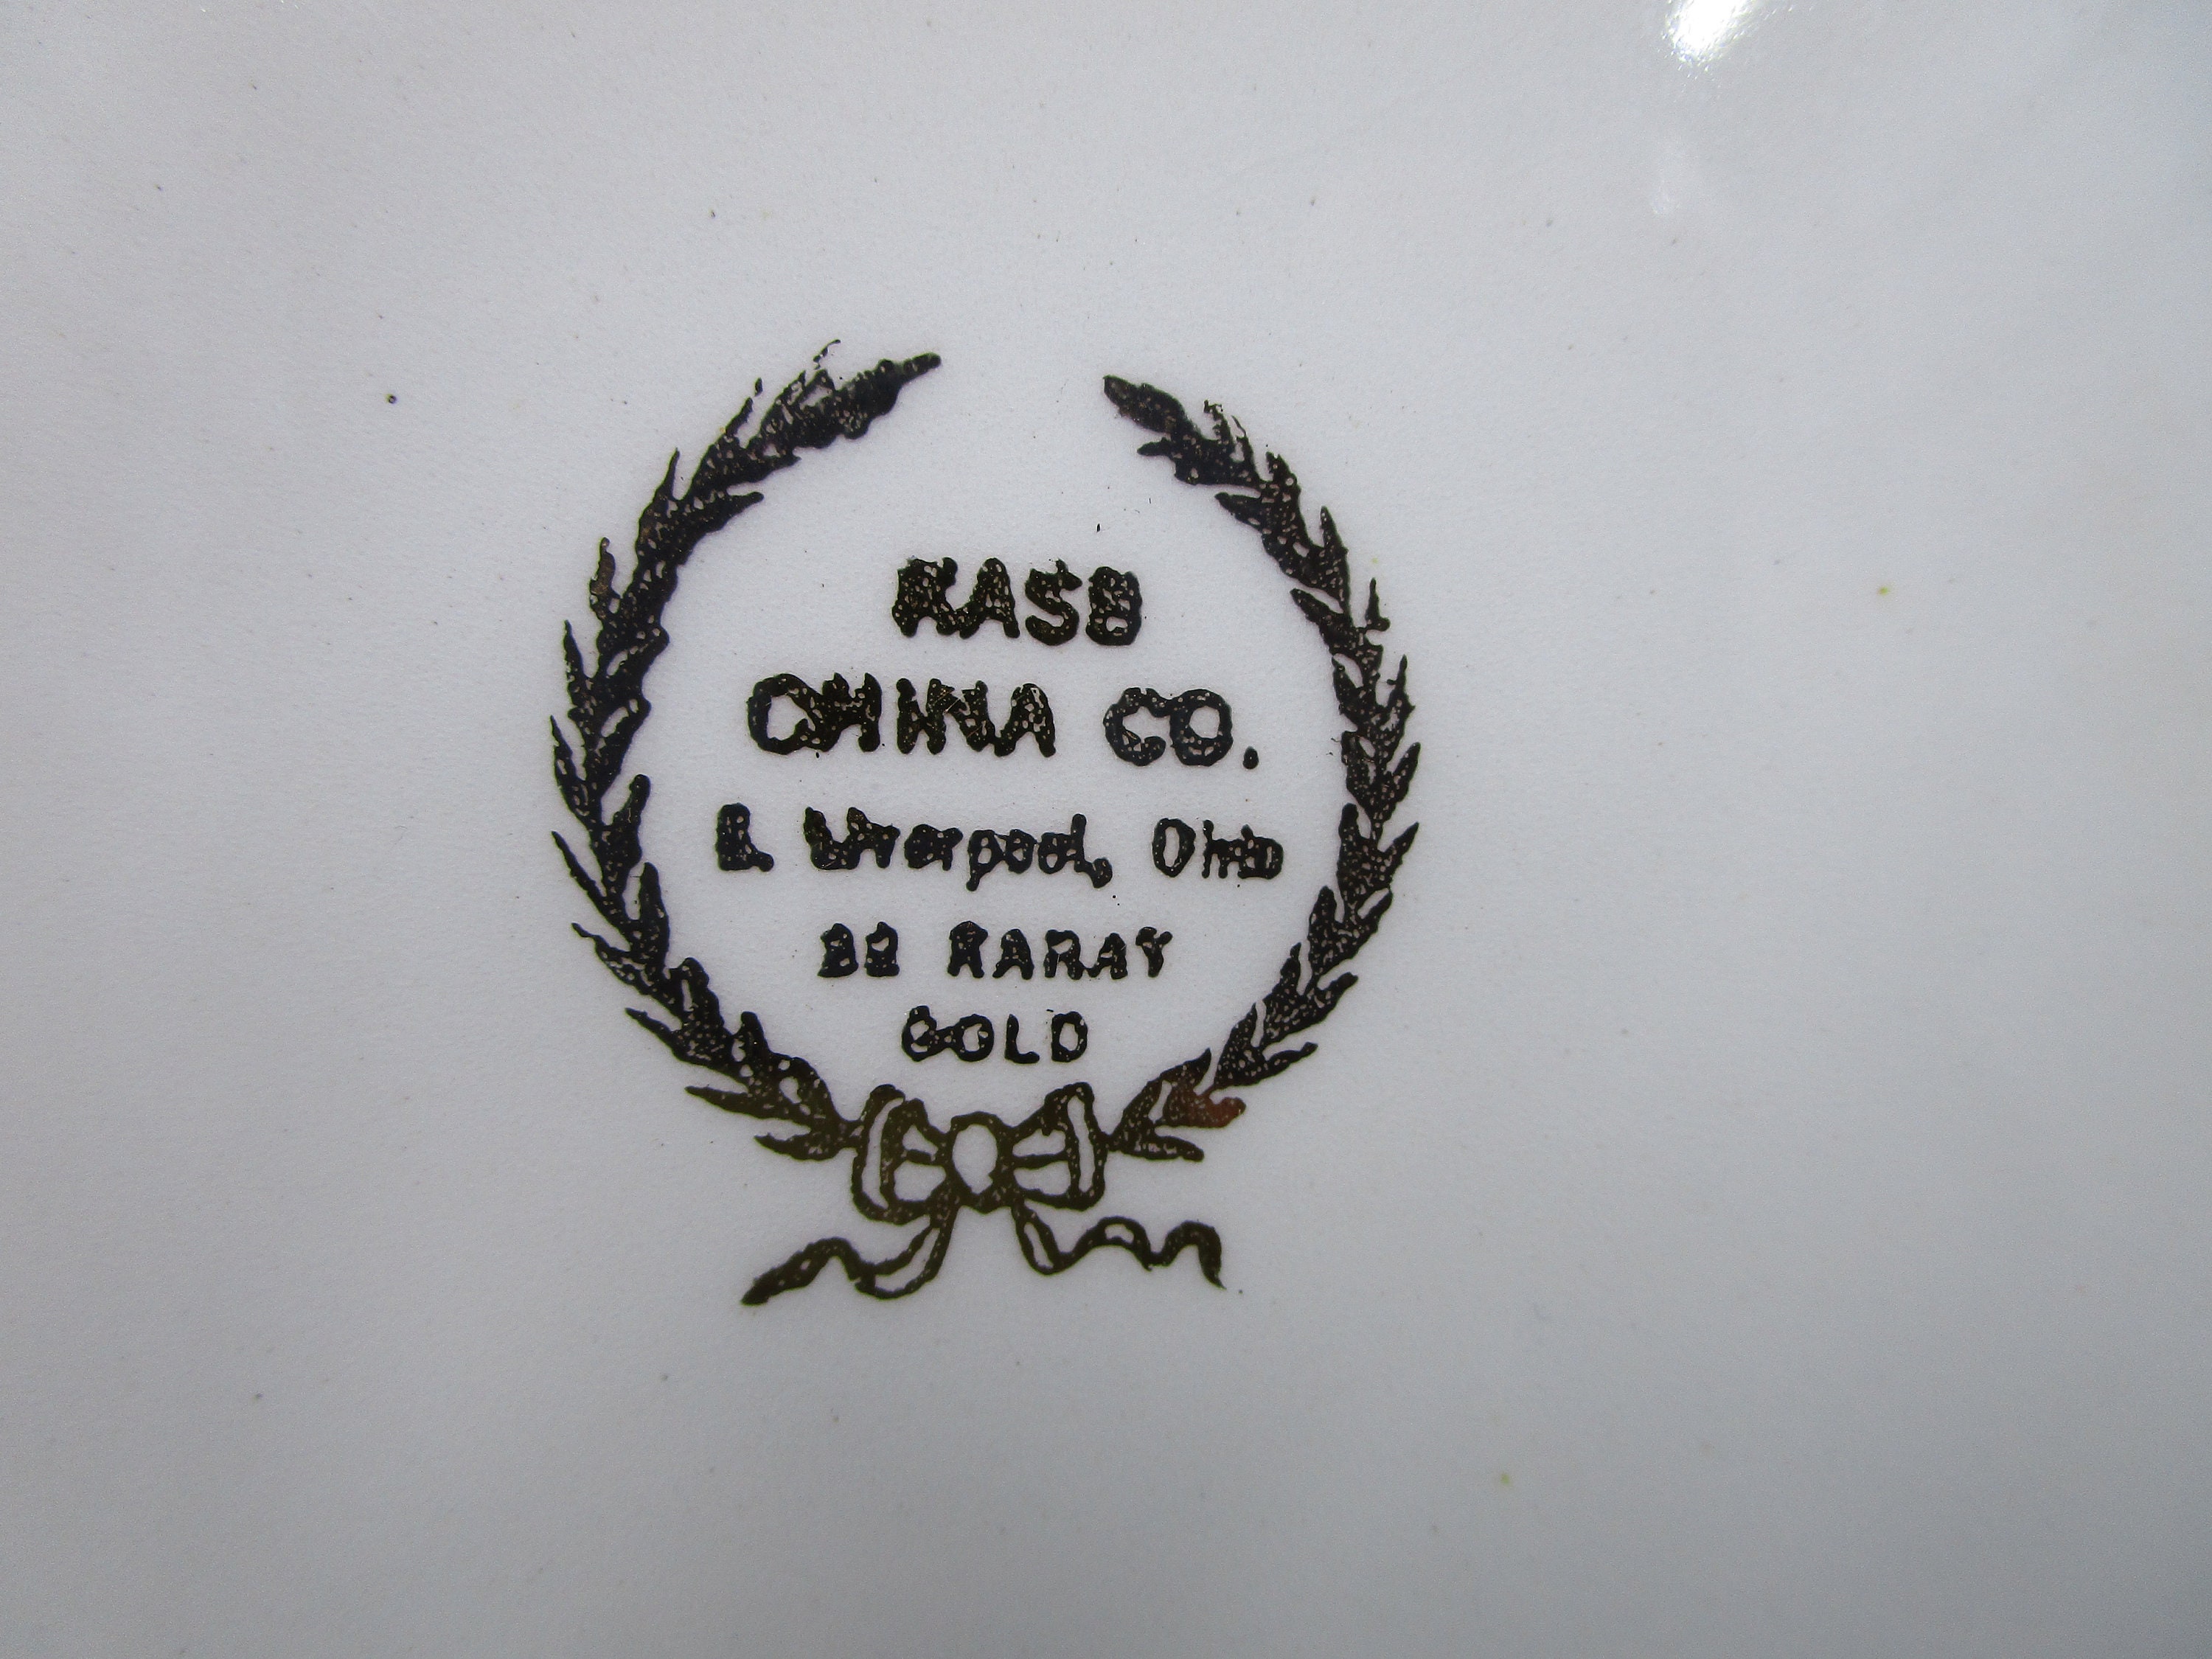 KASS
CHINA CO.
E. Liverpool, Ohio
22 KARAT
GOLD